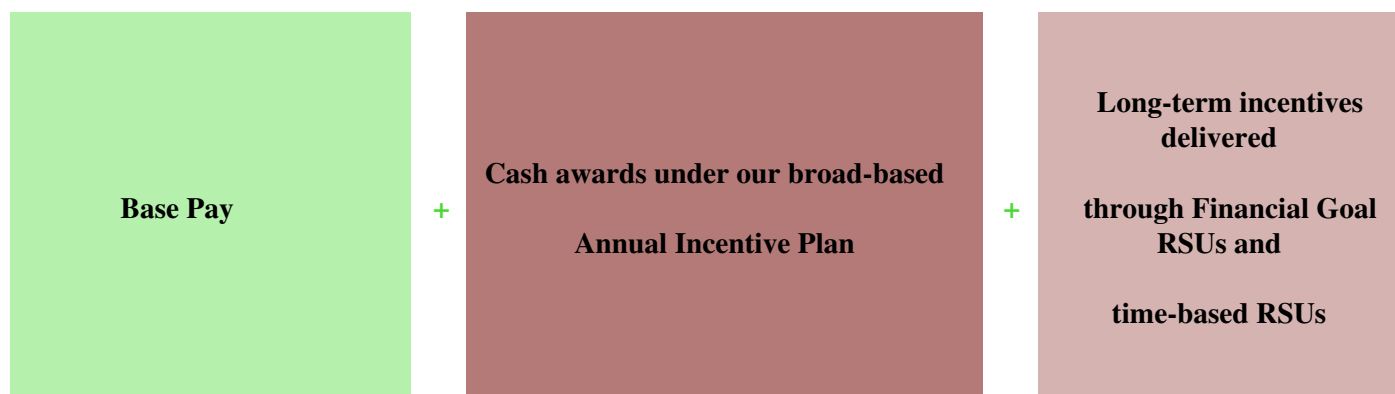 Base Pay
+
Cash awards under our broad-based
Annual Incentive Plan
+
Long-term incentives
delivered
through Financial Goal
RSUs and
time-based RSUs